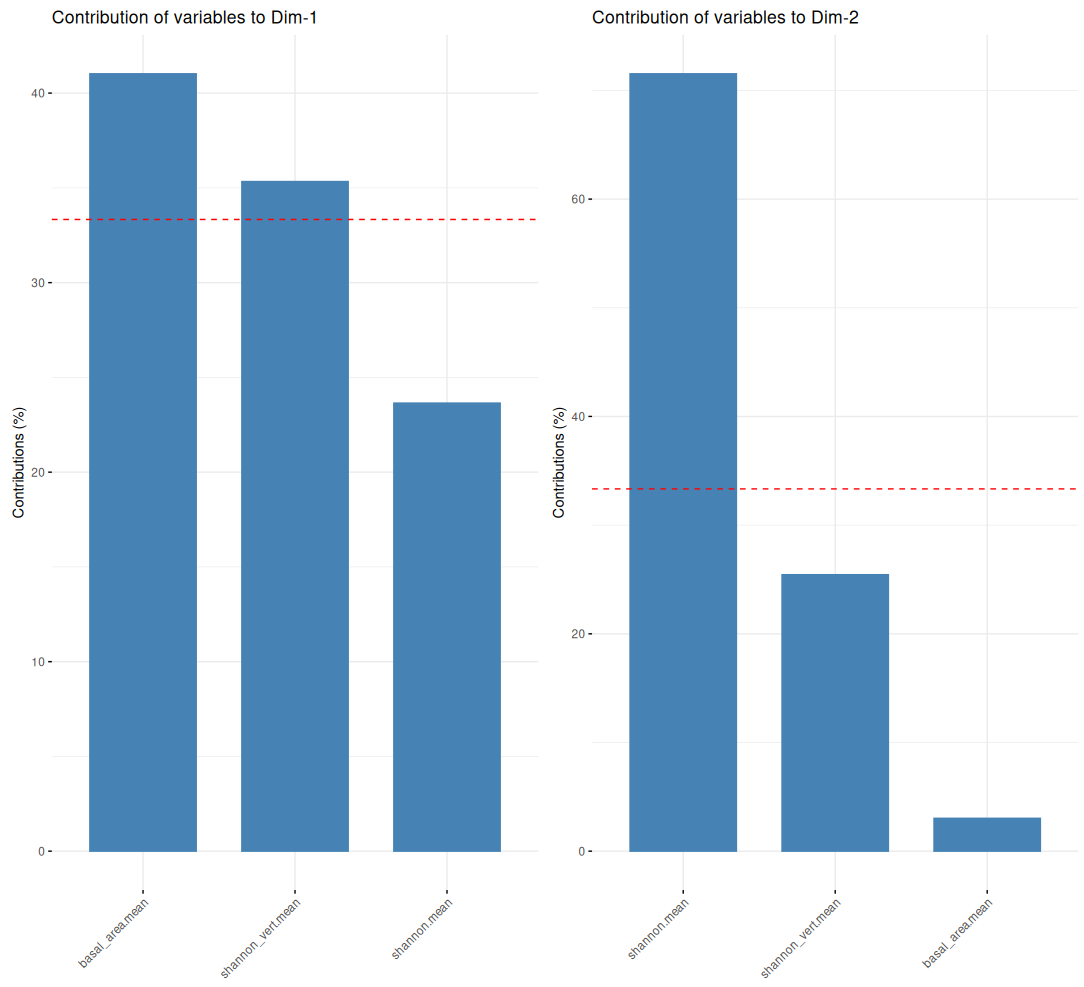 Contribution of variables to Dim-1
Contributions (%)
40
30
20
10
0
basal_area.mean
shannon_vert.mean
shannon.mean
Contribution of variables to Dim-2
Contributions (%)
60
40
20
0
shannon.mean
shannon_vert.mean
basal_area.mean